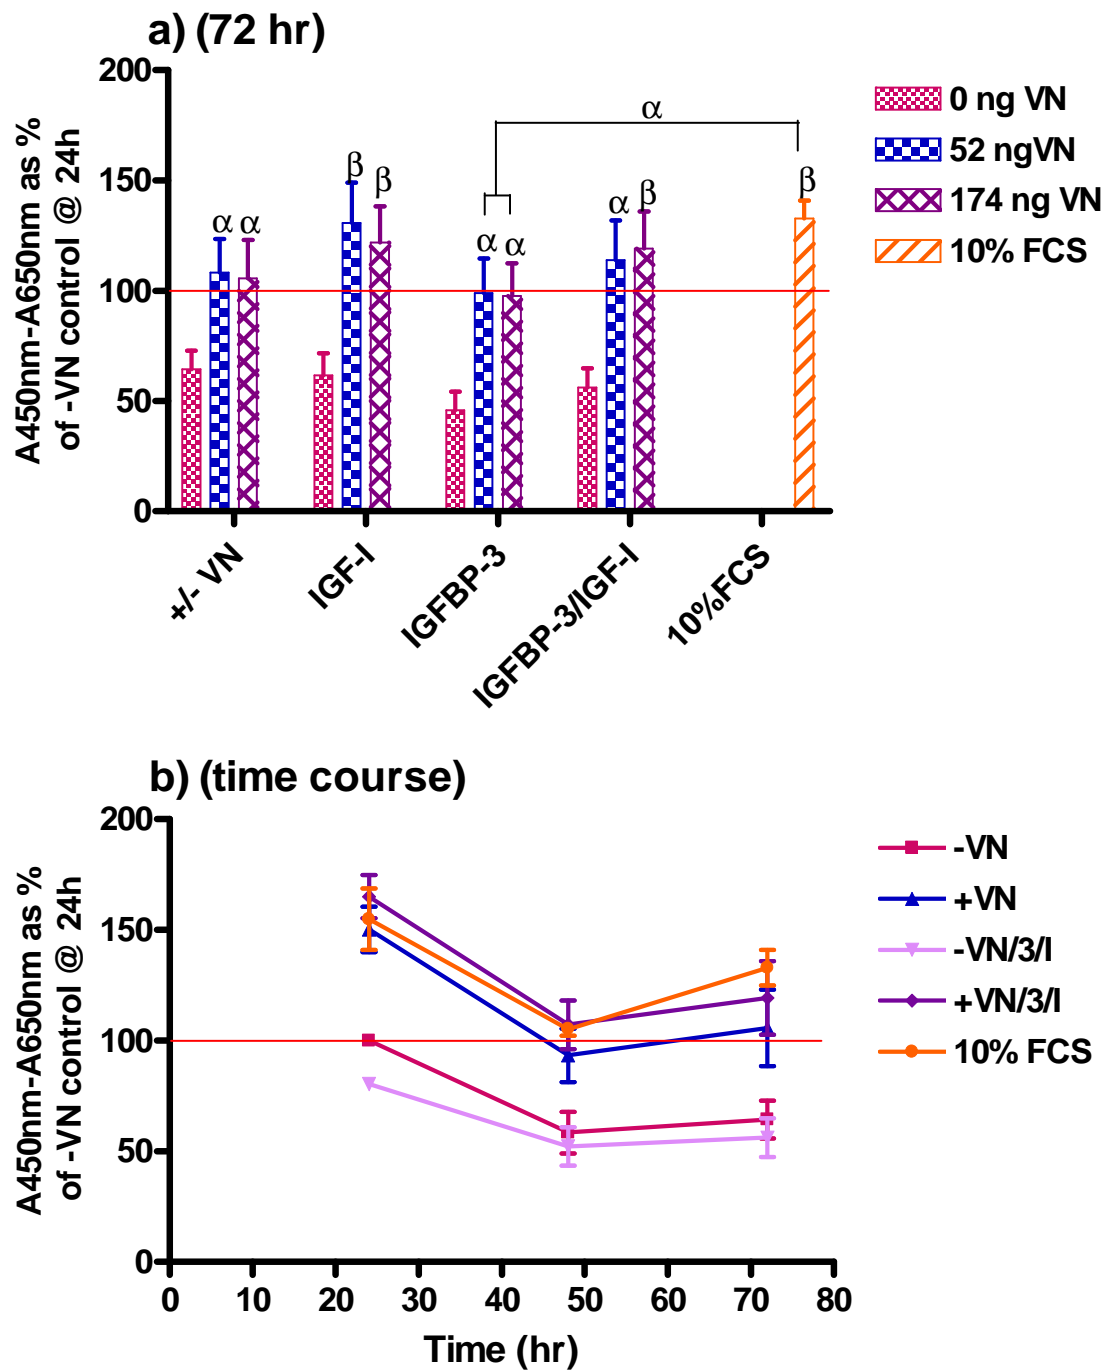 a) (72 hr)
A450nm-A650nm as %
of -VN control @ 24h
200
150
100
50
0
α α
β β
α α
α β
β
α
+/- VN
IGF-I
IGFBP-3
IGFBP-3/IGF-I
10%FCS
0 ng VN
52 ngVN
174 ng VN
10% FCS
b) (time course)
A450nm-A650nm as %
of -VN control @ 24h
200
150
100
50
0
0 10 20 30 40 50 60 70 80
Time (hr)
-VN
+VN
-VN/3/I
+VN/3/I
10% FCS